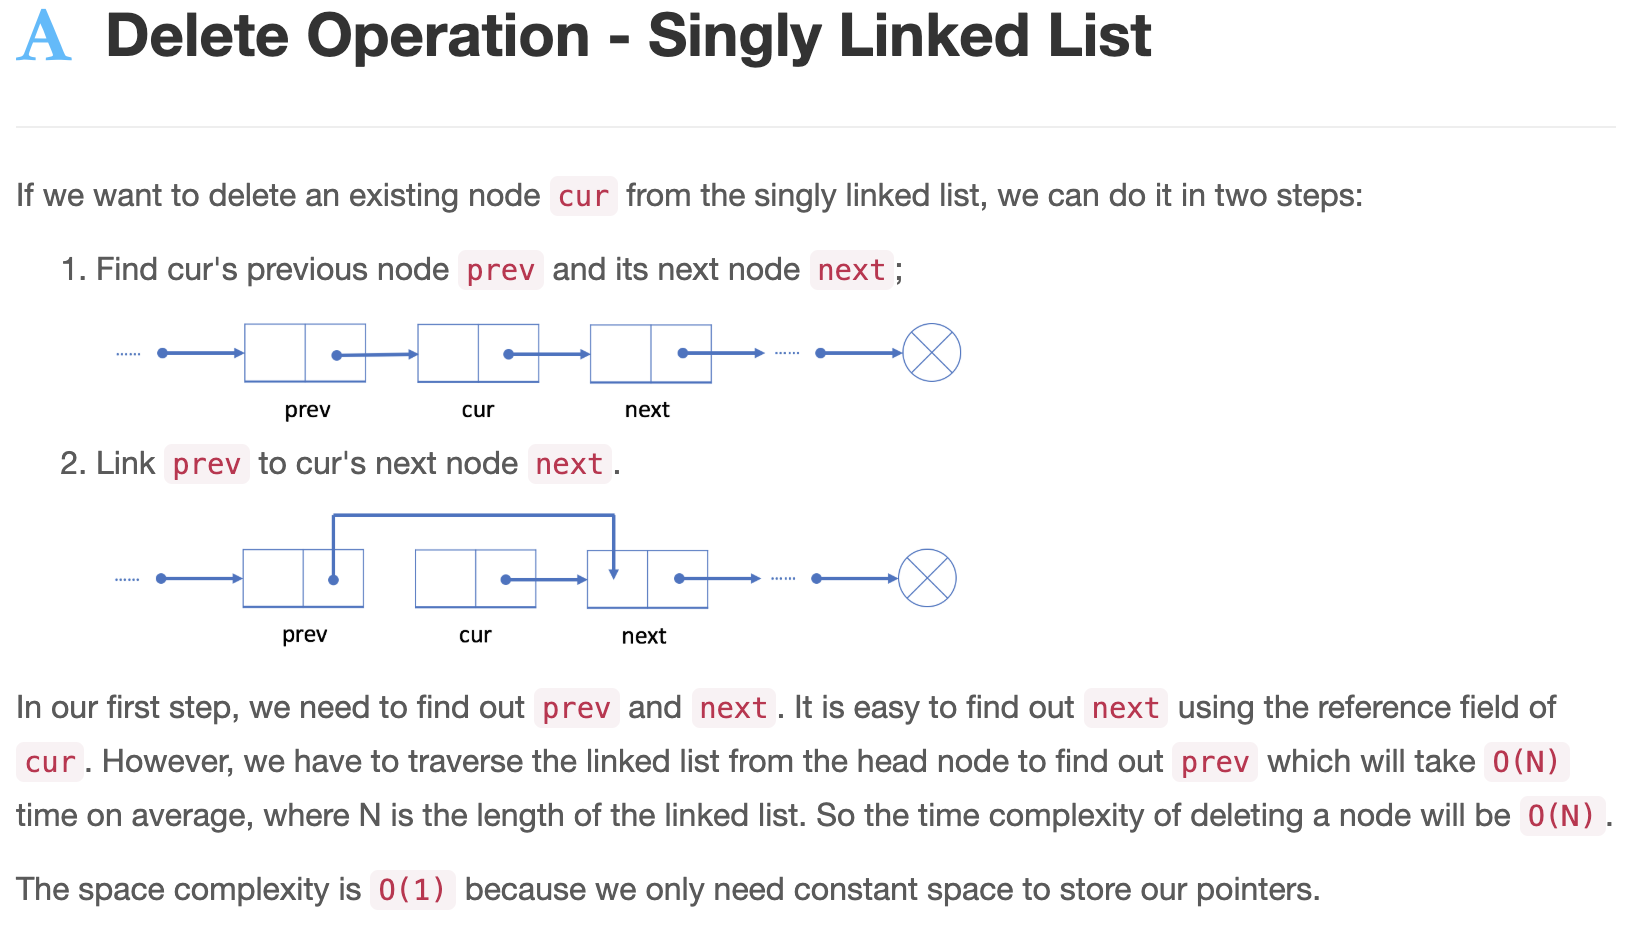 A Delete Operation - Singly Linked List
If we want to delete an existing node cur from the singly linked list, we can do it in two steps:
1. Find cur's previous node prev and its next node next;
......
......
prev cur next
2. Link prev to cur's next node next.
......
......
prev cur next
In our first step, we need to find out prev and next. It is easy to find out next using the reference field of
cur. However, we have to traverse the linked list from the head node to find out prev which will take O(N)
time on average, where N is the length of the linked list. So the time complexity of deleting a node will be O(N).
The space complexity is O(1) because we only need constant space to store our pointers.